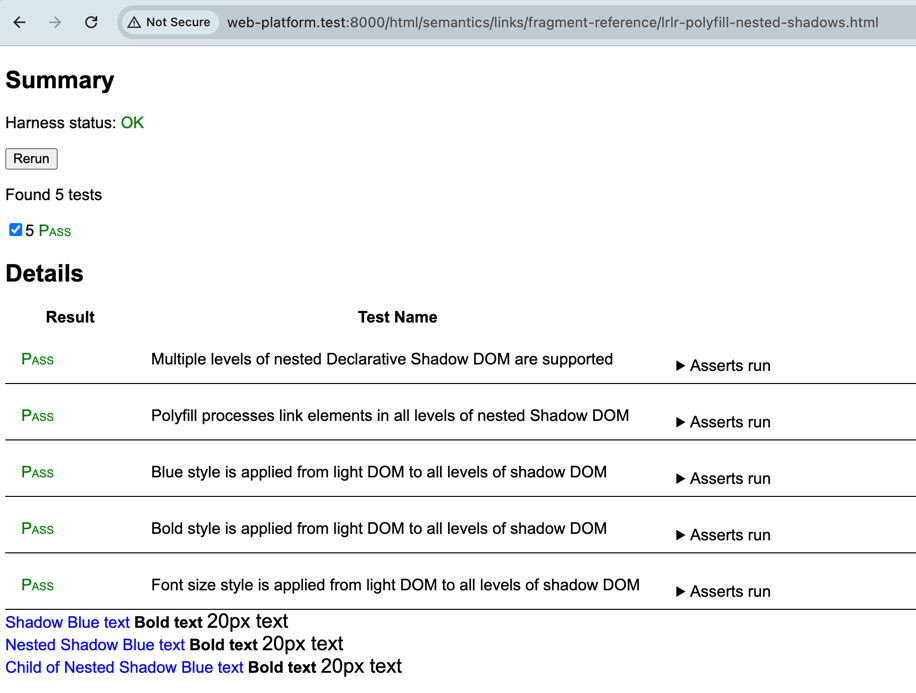 Not Secure web-platform.test:8000/html/semantics/links/fragment-reference/lrlr-polyfill-nested-shadows.html
Summary
Harness status: OK
Rerun
Found 5 tests
5 Pass
Details
Result Test Name
Pass Multiple levels of nested Declarative Shadow DOM are supported ▶ Asserts run
Pass Polyfill processes link elements in all levels of nested Shadow DOM ▶ Asserts run
Pass Blue style is applied from light DOM to all levels of shadow DOM ▶ Asserts run
Pass Bold style is applied from light DOM to all levels of shadow DOM ▶ Asserts run
Pass Font size style is applied from light DOM to all levels of shadow DOM ▶ Asserts run
Shadow Blue text Bold text 20px text
Nested Shadow Blue text Bold text 20px text
Child of Nested Shadow Blue text Bold text 20px text